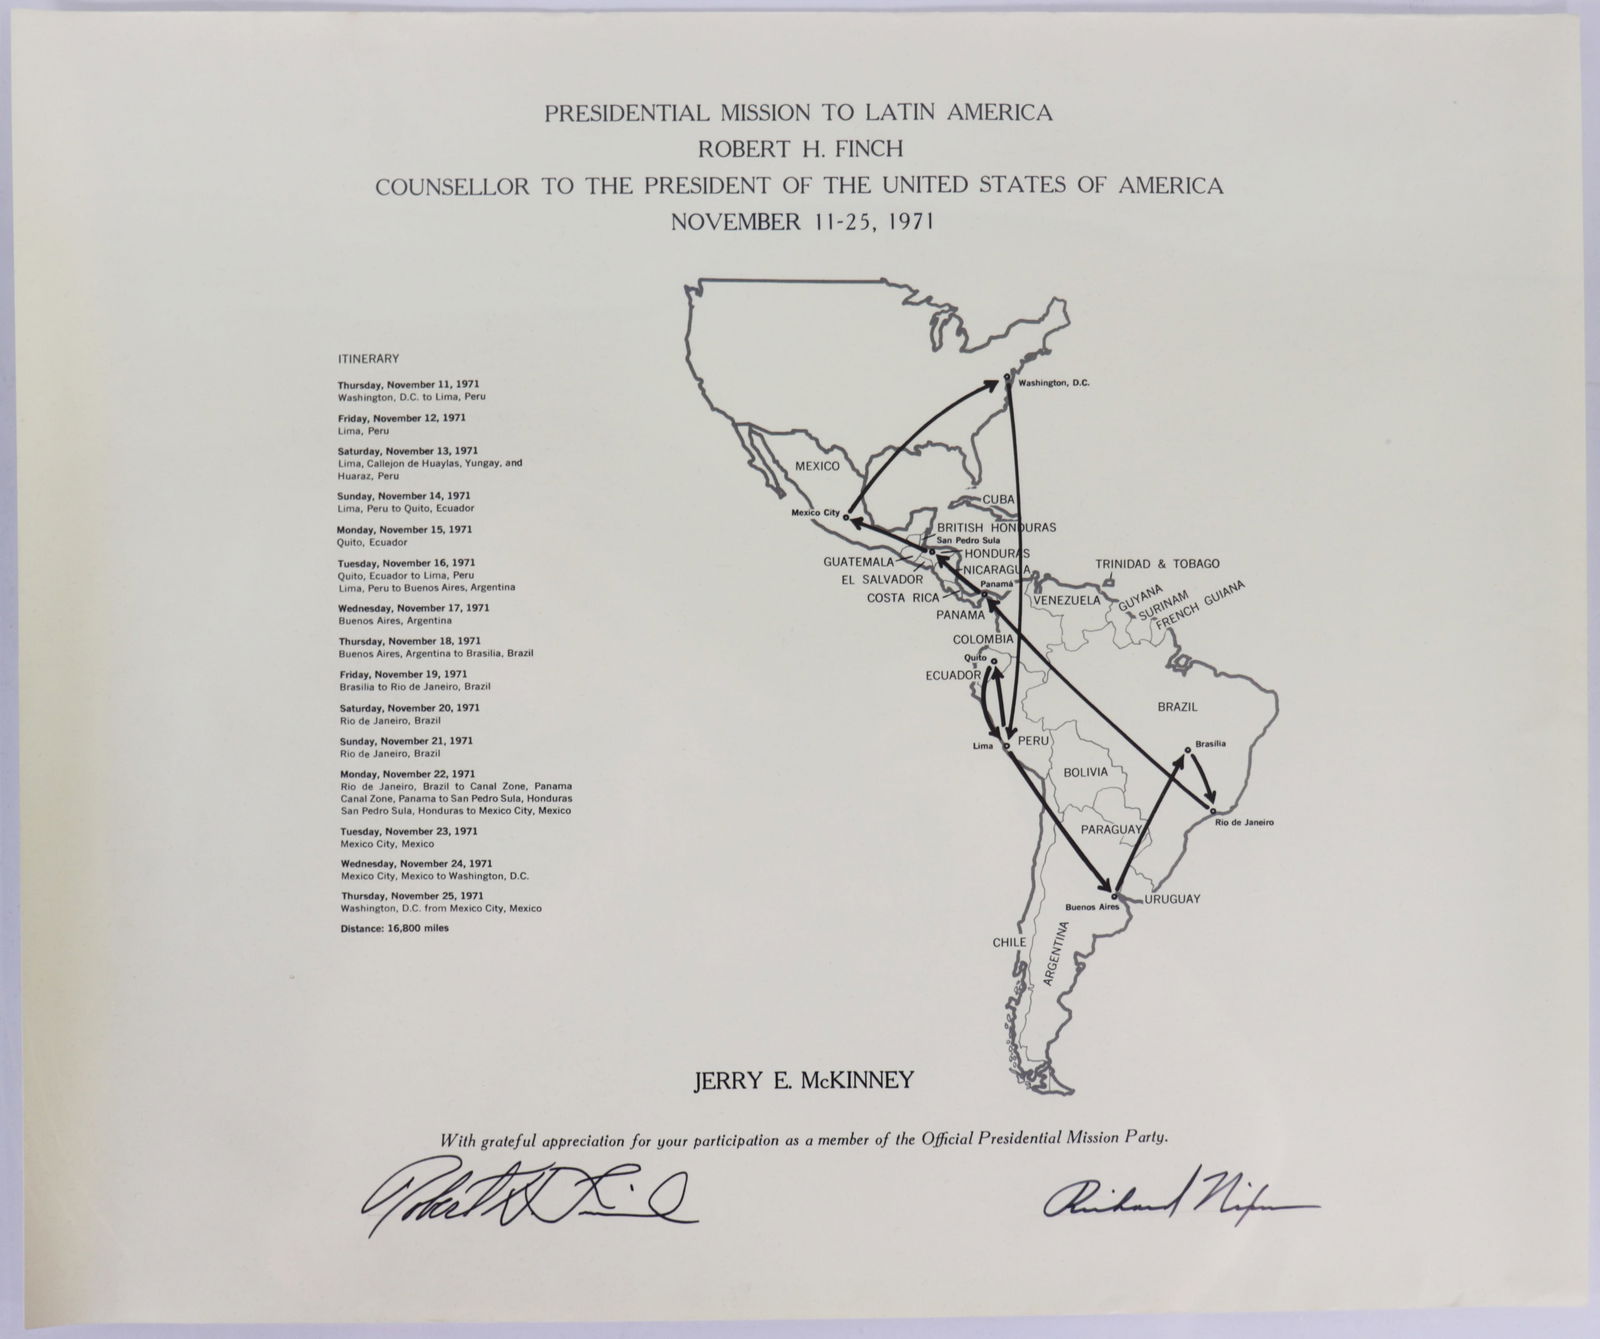 PRESIDENTIAL MISSION TO LATIN AMERICA
ROBERT H. FINCH
COUNSELLOR TO THE PRESIDENT OF THE UNITED STATES OF AMERICA
NOVEMBER 11-25, 1971
ITINERARY
Thursday, November 11, 1971
Washington, D.C. to Lima, Peru
Friday, November 12, 1971
Lima, Peru
Saturday, November 13, 1971
Lima, Callejon de Huaylas, Yungay, and
Huaraz, Peru
Sunday, November 14, 1971
Lima, Peru to Quito, Ecuador
Monday, November 15, 1971
Quito, Ecuador
Tuesday, November 16, 1971
Quito, Ecuador to Lima, Peru
Lima, Peru to Buenos Aires, Argentina
Wednesday, November 17, 1971
Buenos Aires, Argentina
Thursday, November 18, 1971
Buenos Aires, Argentina to Brasilia, Brazil
Friday, November 19, 1971
Brasilia to Rio de Janeiro, Brazil
Saturday, November 20, 1971
Rio de Janeiro, Brazil
Sunday, November 21, 1971
Rio de Janeiro, Brazil
Monday, November 22, 1971
Rio de Janeiro, Brazil to Canal Zone, Panama
Canal Zone, Panama to San Pedro Sula, Honduras
San Pedro Sula, Honduras to Mexico City, Mexico
Tuesday, November 23, 1971
Mexico City, Mexico
Wednesday, November 24, 1971
Mexico City, Mexico to Washington, D.C.
Thursday, November 25, 1971
Washington, D.C. from Mexico City, Mexico
Distance: 16,800 miles
Washington, D.C.
MEXICO
Mexico City
CUBA
BRITISH HONDURAS
San Pedro Sula
HONDURAS
GUATEMALA
NICARAGUA
EL SALVADOR
Panamá
COSTA RICA
PANAMA
TRINIDAD & TOBAGO
VENEZUELA
GUYANA
SURINAM
FRENCH GUIANA
COLOMBIA
Quito
ECUADOR
BRAZIL
Lima
PERU
Brasília
BOLIVIA
Rio de Janeiro
PARAGUAY
URUGUAY
Buenos Aires
CHILE
ARGENTINA
JERRY E. McKINNEY
With grateful appreciation for your participation as a member of the Official Presidential Mission Party.
Robert H. Finch
Richard Nixon